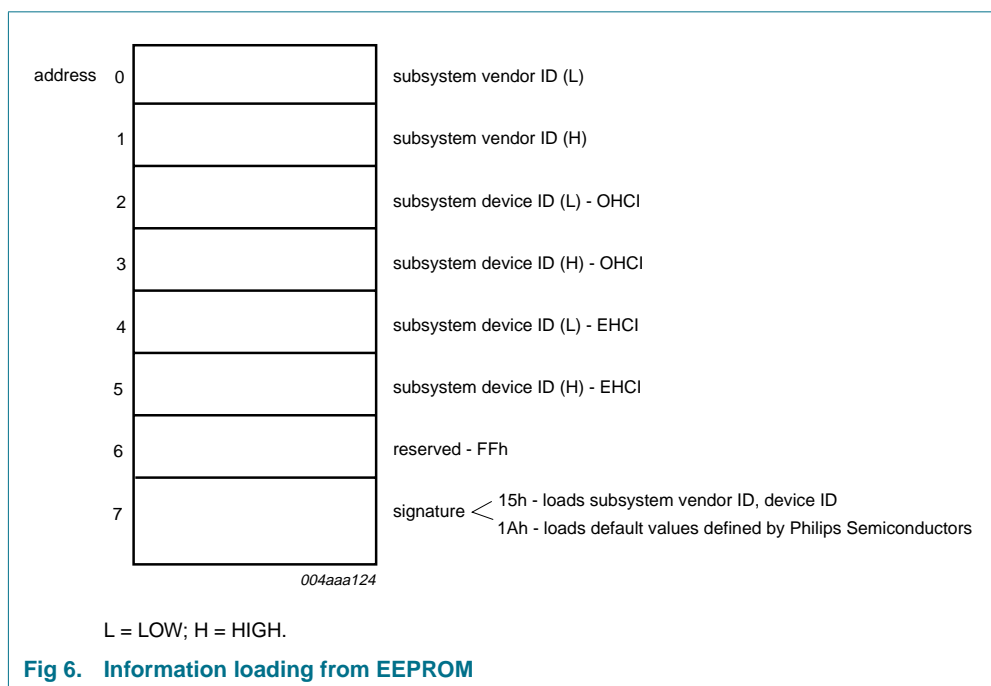 address 0 subsystem vendor ID (L)
1 subsystem vendor ID (H)
2 subsystem device ID (L) - OHCI
3 subsystem device ID (H) - OHCI
4 subsystem device ID (L) - EHCI
5 subsystem device ID (H) - EHCI
6 reserved - FFh
7 signature 15h - loads subsystem vendor ID, device ID
1Ah - loads default values defined by Philips Semiconductors
004aaa124
L = LOW; H = HIGH.
Fig 6. Information loading from EEPROM